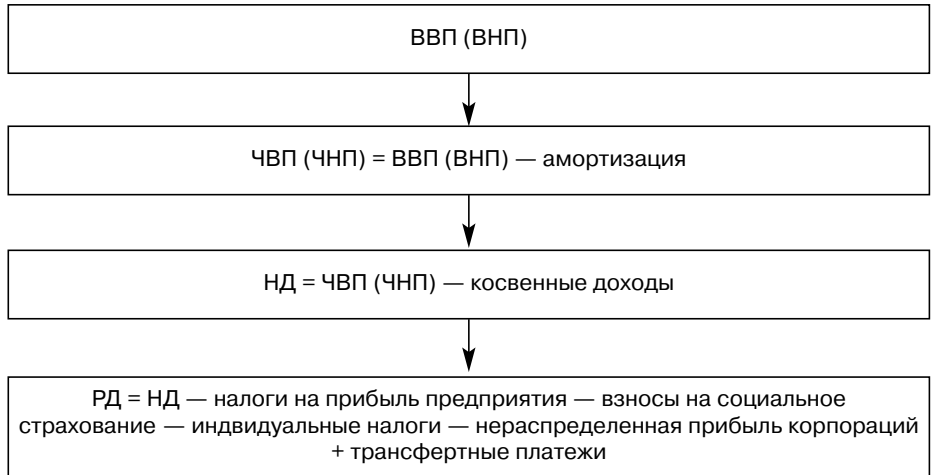 ВВП (ВНП)
ЧВП (ЧНП) = ВВП (ВНП) — амортизация
НД = ЧВП (ЧНП) — косвенные доходы
РД = НД — налоги на прибыль предприятия — взносы на социальное
страхование — индвидуальные налоги — нераспределенная прибыль корпораций
+ трансфертные платежи